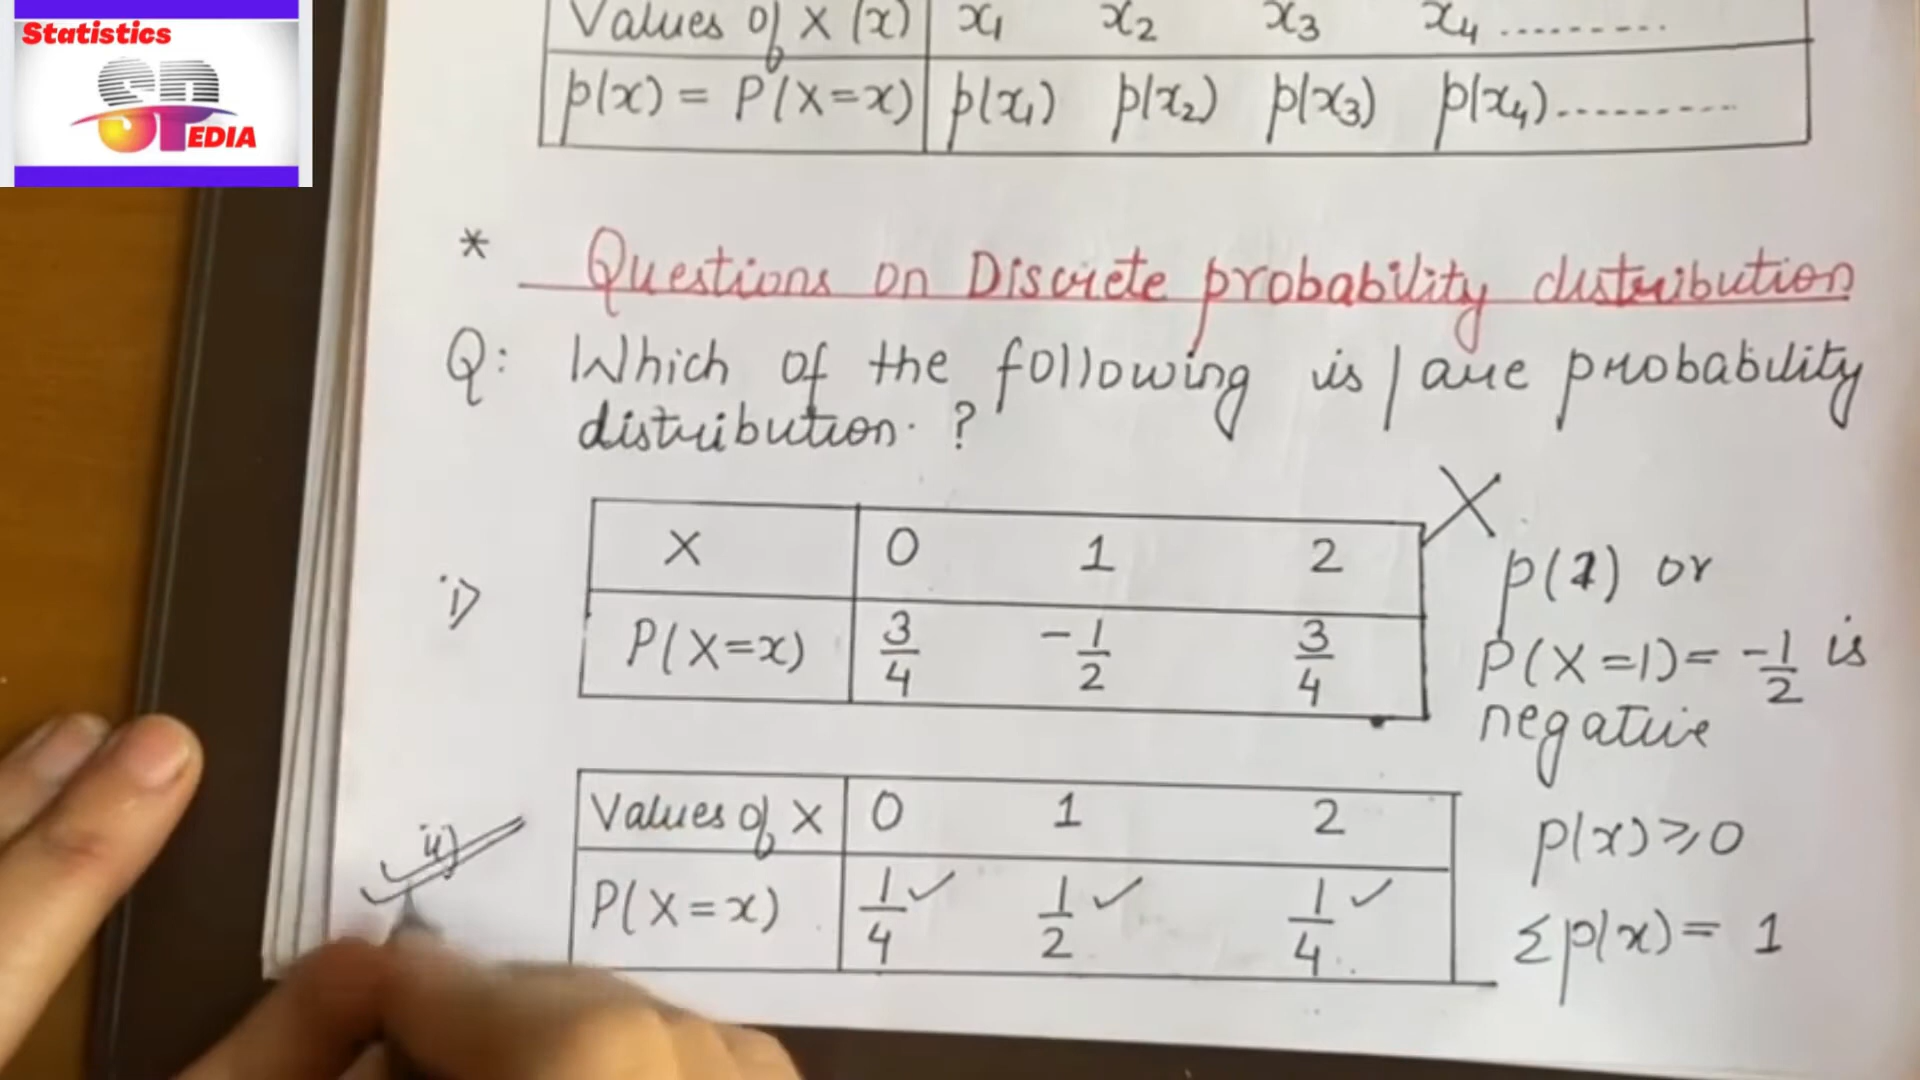 Statistics
SP
PEDIA
Values of X (x) x₁ x₂ x₃ x₄ ..........
p(x) = P(X=x) p(x₁) p(x₂) p(x₃) p(x₄)...........
* Questions on Discrete probability distribution
Q: Which of the following is/are probability
distribution. ?
X 0 1 2
i) P(X=x) 3/4 -1/2 3/4
X
p(1) or
P(X=1) = -1/2 is
negative
ii) Values of X 0 1 2
P(X=x) 1/4 ✓ 1/2 ✓ 1/4 ✓
p(x) ⩾ 0
Σp(x) = 1